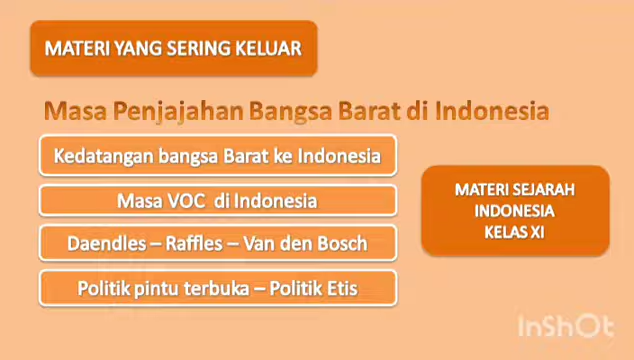 MATERI YANG SERING KELUAR
Masa Penjajahan Bangsa Barat di Indonesia
Kedatangan bangsa Barat ke Indonesia
Masa VOC di Indonesia
Daendles – Raffles – Van den Bosch
Politik pintu terbuka – Politik Etis
MATERI SEJARAH
INDONESIA
KELAS XI
InShOt